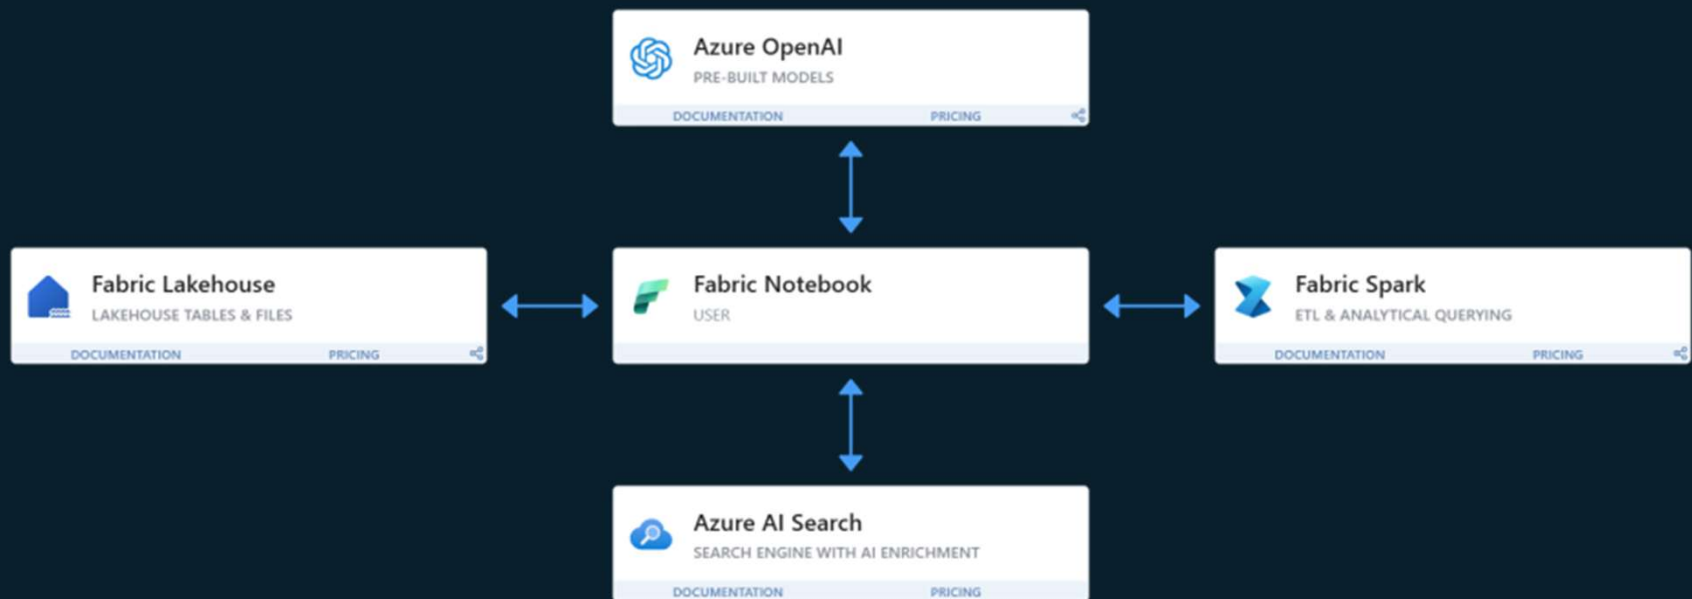 Azure OpenAI
PRE-BUILT MODELS
DOCUMENTATION PRICING
Fabric Lakehouse
LAKEHOUSE TABLES & FILES
DOCUMENTATION PRICING
Fabric Notebook
USER
Fabric Spark
ETL & ANALYTICAL QUERYING
DOCUMENTATION PRICING
Azure AI Search
SEARCH ENGINE WITH AI ENRICHMENT
DOCUMENTATION PRICING